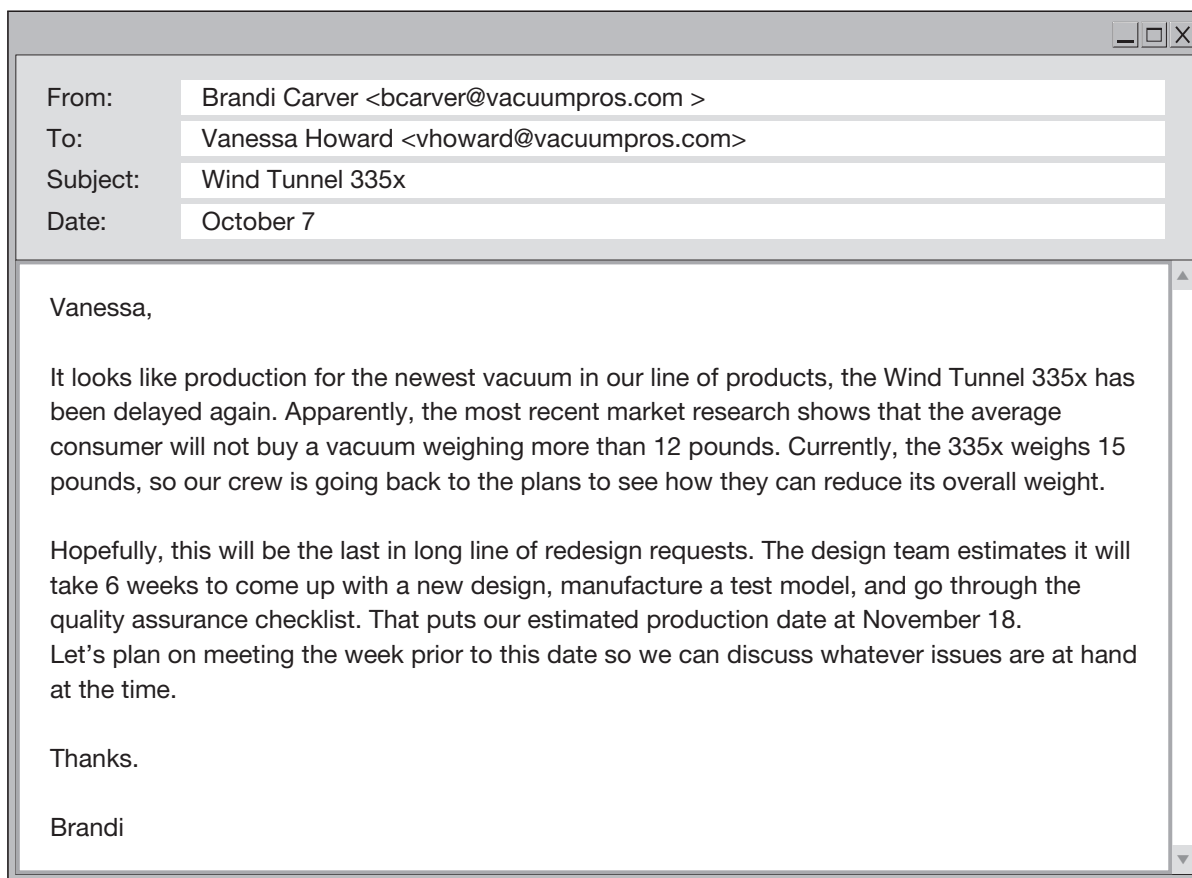 From: Brandi Carver <bcarver@vacuumpros.com >
To: Vanessa Howard <vhoward@vacuumpros.com>
Subject: Wind Tunnel 335x
Date: October 7
Vanessa,
It looks like production for the newest vacuum in our line of products, the Wind Tunnel 335x has
been delayed again. Apparently, the most recent market research shows that the average
consumer will not buy a vacuum weighing more than 12 pounds. Currently, the 335x weighs 15
pounds, so our crew is going back to the plans to see how they can reduce its overall weight.
Hopefully, this will be the last in long line of redesign requests. The design team estimates it will
take 6 weeks to come up with a new design, manufacture a test model, and go through the
quality assurance checklist. That puts our estimated production date at November 18.
Let's plan on meeting the week prior to this date so we can discuss whatever issues are at hand
at the time.
Thanks.
Brandi